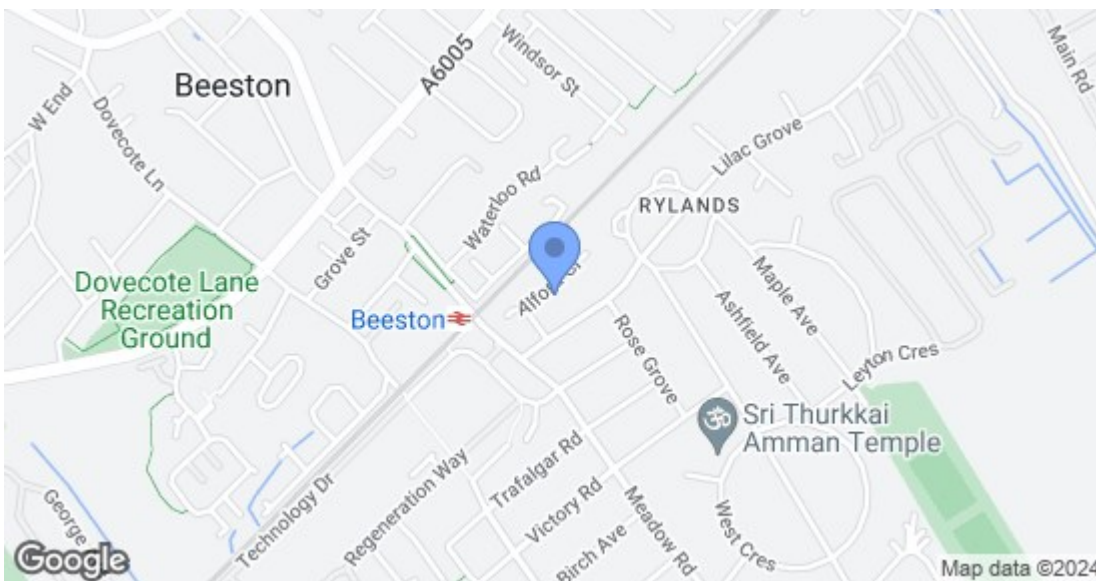 Windsor St
Main Rd
A6005
Beeston
W End
Dovecote Ln
Lilac Grove
Waterloo Rd
RYLANDS
Grove St
Dovecote Lane
Recreation
Ground
Maple Ave
Beeston
Ashfield Ave
Rose Grove
Leyton Cres
Sri Thurkkai
Amman Temple
Trafalgar Rd
Regeneration Way
Victory Rd
Meadow Rd
Technology Dr
West Cres
George
Birch Ave
Google
Map data ©2024